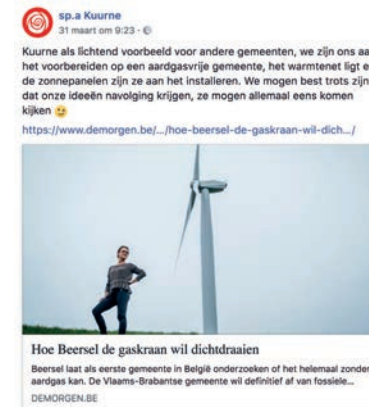 sp.a Kuurne
31 maart om 9:23 ·
Kuurne als lichtend voorbeeld voor andere gemeenten, we zijn ons aa
het voorbereiden op een aardgasvrije gemeente, het warmtenet ligt e
de zonnepanelen zijn ze aan het installeren. We mogen best trots zijn
dat onze ideeën navolging krijgen, ze mogen allemaal eens komen
kijken 😉
https://www.demorgen.be/.../hoe-beersel-de-gaskraan-wil-dich.../
Hoe Beersel de gaskraan wil dichtdraaien
Beersel laat als eerste gemeente in België onderzoeken of het helemaal zonder
aardgas kan. De Vlaams-Brabantse gemeente wil definitief af van fossiele...
DEMORGEN.BE